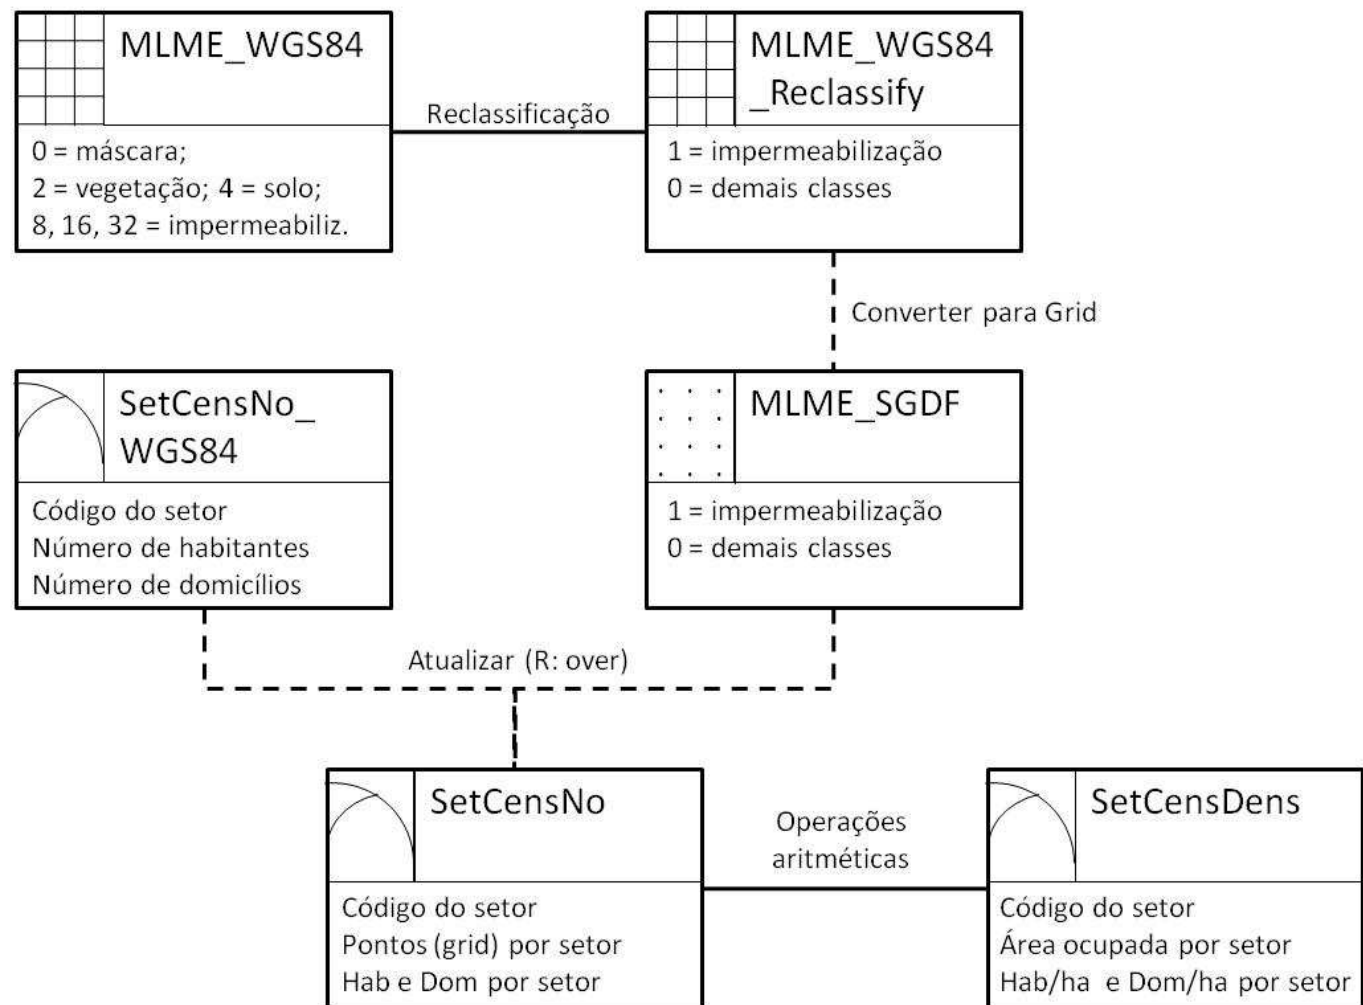 MLME_WGS84
0 = máscara;
2 = vegetação; 4 = solo;
8, 16, 32 = impermeabiliz.
Reclassificação
MLME_WGS84
_Reclassify
1 = impermeabilização
0 = demais classes
Converter para Grid
SetCensNo_
WGS84
Código do setor
Número de habitantes
Número de domicílios
MLME_SGDF
1 = impermeabilização
0 = demais classes
Atualizar (R: over)
SetCensNo
Código do setor
Pontos (grid) por setor
Hab e Dom por setor
Operações
aritméticas
SetCensDens
Código do setor
Área ocupada por setor
Hab/ha e Dom/ha por setor